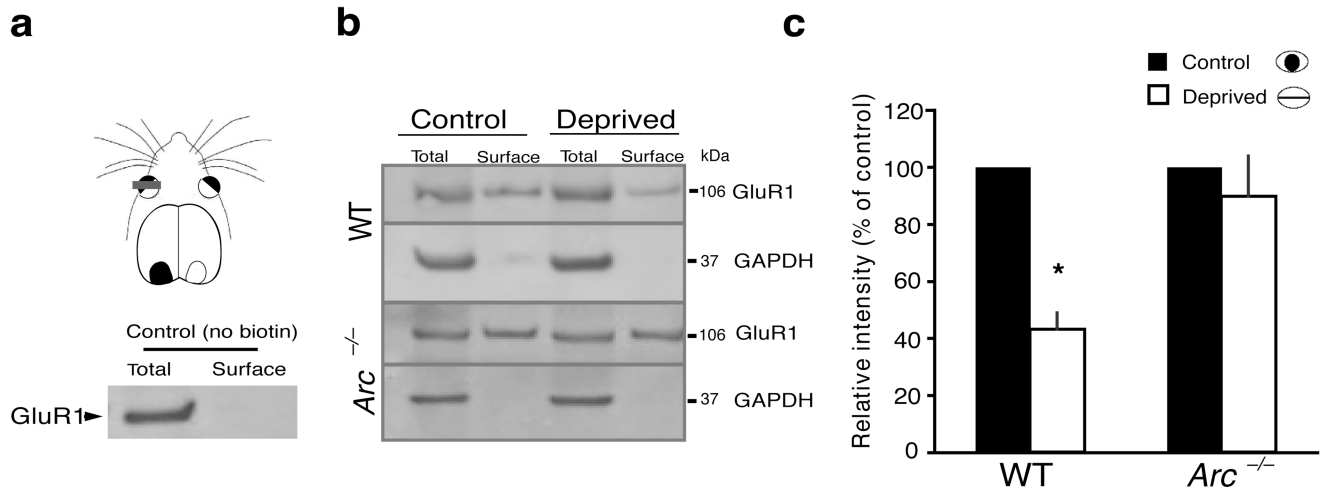 a
Control (no biotin)
Total Surface
GluR1
b
Control Deprived
Total Surface Total Surface kDa
WT
106 GluR1
37 GAPDH
Arc –/–
106 GluR1
37 GAPDH
c
Control
Deprived
Relative intensity (% of control)
120
100
80
60
40
20
0
*
WT Arc –/–